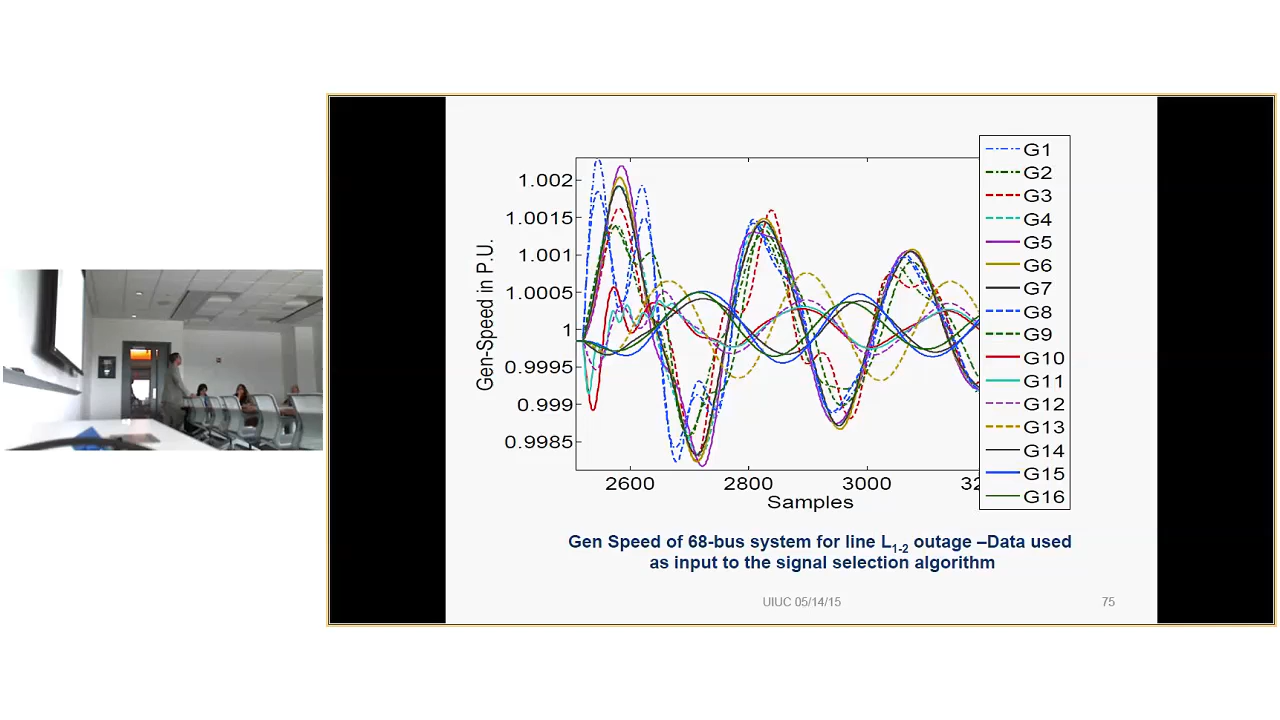 1.002
1.0015
1.001
1.0005
1
0.9995
0.999
0.9985
Gen-Speed in P.U.
2600 2800 3000 32
Samples
G1
G2
G3
G4
G5
G6
G7
G8
G9
G10
G11
G12
G13
G14
G15
G16
Gen Speed of 68-bus system for line L1-2 outage –Data used
as input to the signal selection algorithm
UIUC 05/14/15 75